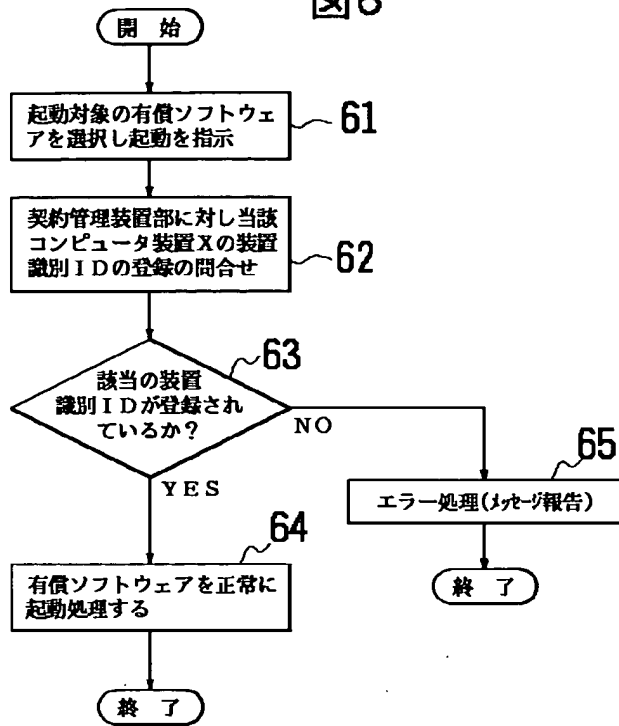 図6
開 始
起動対象の有償ソフトウェ
アを選択し起動を指示
61
契約管理装置部に対し当該
コンピュータ装置Xの装置
識別IDの登録の問合せ
62
63
該当の装置
識別IDが登録され
ているか?
NO
YES
65
エラー処理(メッセージ報告)
終 了
64
有償ソフトウェアを正常に
起動処理する
終 了